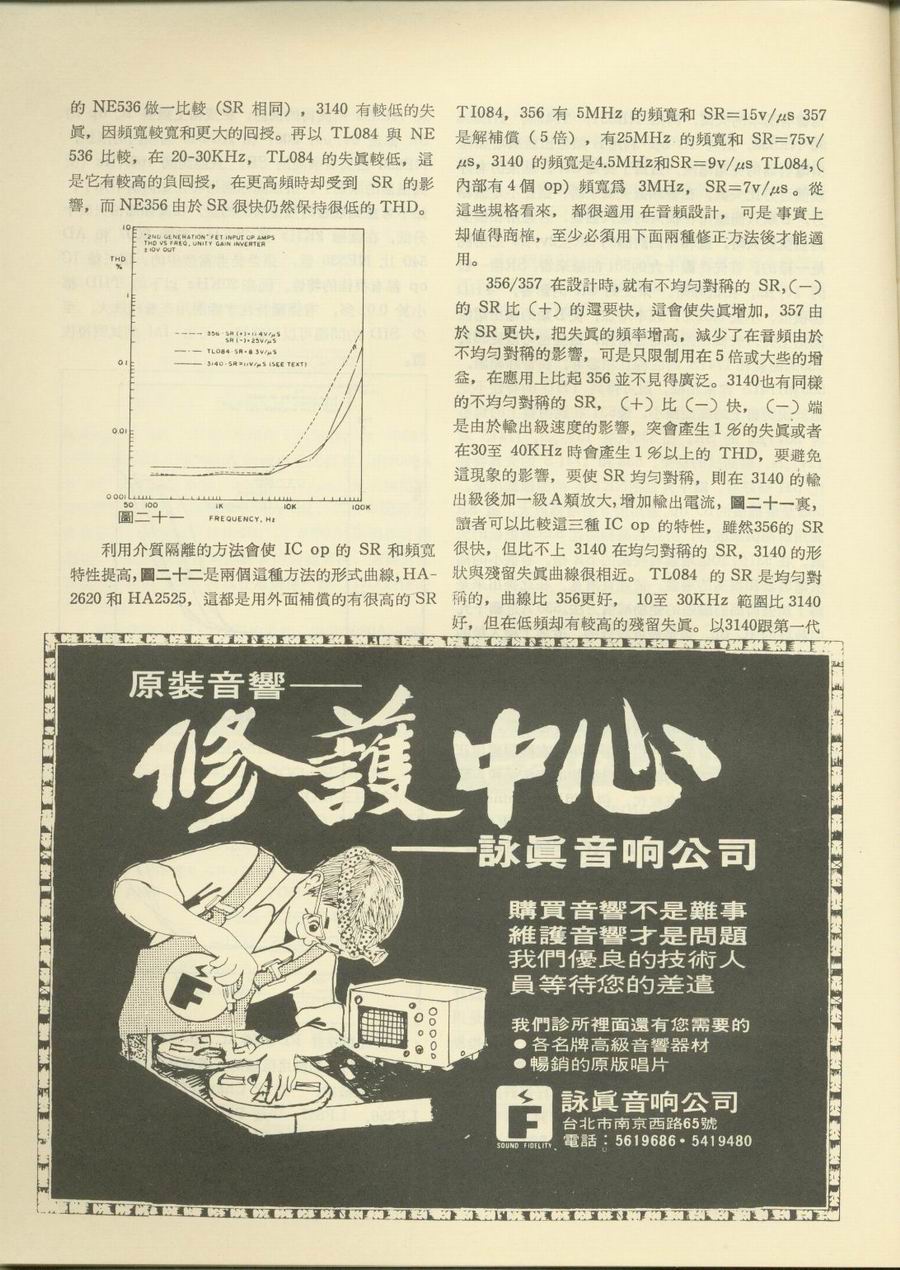 的 NE536做一比較（SR 相同），3140 有較低的失
眞，因頻寬較寬和更大的囘授。再以 TL084 與 NE
536 比較，在 20-30KHz， TL084 的失眞較低，這
是它有較高的負囘授， 在更高頻時却受到 SR 的影
響，而 NE356 由於 SR 很快仍然保持很低的 THD。
"2ND GENERATION" FET INPUT OP AMPS
THD VS FREQ, UNITY GAIN INVERTER
± 10V OUT
THD
%
10
1
0.1
0.01
0.001
356 - SR (+)=11.4V/µS
SR (-)=23V/µS
TL084-SR=8.3V/µS
3140-SR=11V/µS (SEE TEXT)
50 100 1K 10K 100K
圖二十一 FREQUENCY, Hz
利用介質隔離的方法會使 IC op 的 SR 和頻寬
特性提高，圖二十二是兩個這種方法的形式曲線，HA-
2620 和 HA2525， 這都是用外面補償的有很高的 SR
TI084，356 有 5MHz 的頻寬和 SR=15v/µs 357
是解補償（5倍），有25MHz 的頻寬和 SR=75v/
µs，3140 的頻寬是4.5MHz和SR=9v/µs TL084,（
內部有4個 op）頻寬爲 3MHz， SR=7v/µs。從
這些規格看來， 都很適用在音頻設計， 可是事實上
却値得商榷，至少必須用下面兩種修正方法後才能適
用。
356/357 在設計時，就有不均勻對稱的 SR,（—）
的 SR 比（＋）的還要快，這會使失眞增加，357 由
於 SR 更快，把失眞的頻率增高，減少了在音頻由於
不均勻對稱的影響，可是只限制用在5倍或大些的增
益，在應用上比起 356 並不見得廣泛。3140也有同樣
的不均勻對稱的 SR， （＋）比（—）快，（—）端
是由於輸出級速度的影響，突會產生1%的失眞或者
在30至 40KHz 時會產生1%以上的 THD，要避免
這現象的影響，要使 SR 均勻對稱，則在 3140 的輸
出級後加一級A類放大，增加輸出電流，圖二十一裏，
讀者可以比較這三種 IC op 的特性，雖然356的 SR
很快，但比不上 3140 在均勻對稱的 SR，3140 的形
狀與殘留失眞曲線很相近。 TL084 的 SR 是均勻對
稱的，曲線比 356更好， 10至 30KHz 範圍比 3140
好，但在低頻却有較高的殘留失眞。以3140跟第一代
原裝音響——
修護中心
——詠眞音响公司
購買音響不是難事
維護音響才是問題
我們優良的技術人
員等待您的差遣
我們診所裡面還有您需要的
●各名牌高級音響器材
●暢銷的原版唱片
F
F
SOUND FIDELITY
詠眞音响公司
台北市南京西路65號
電話：5619686•5419480